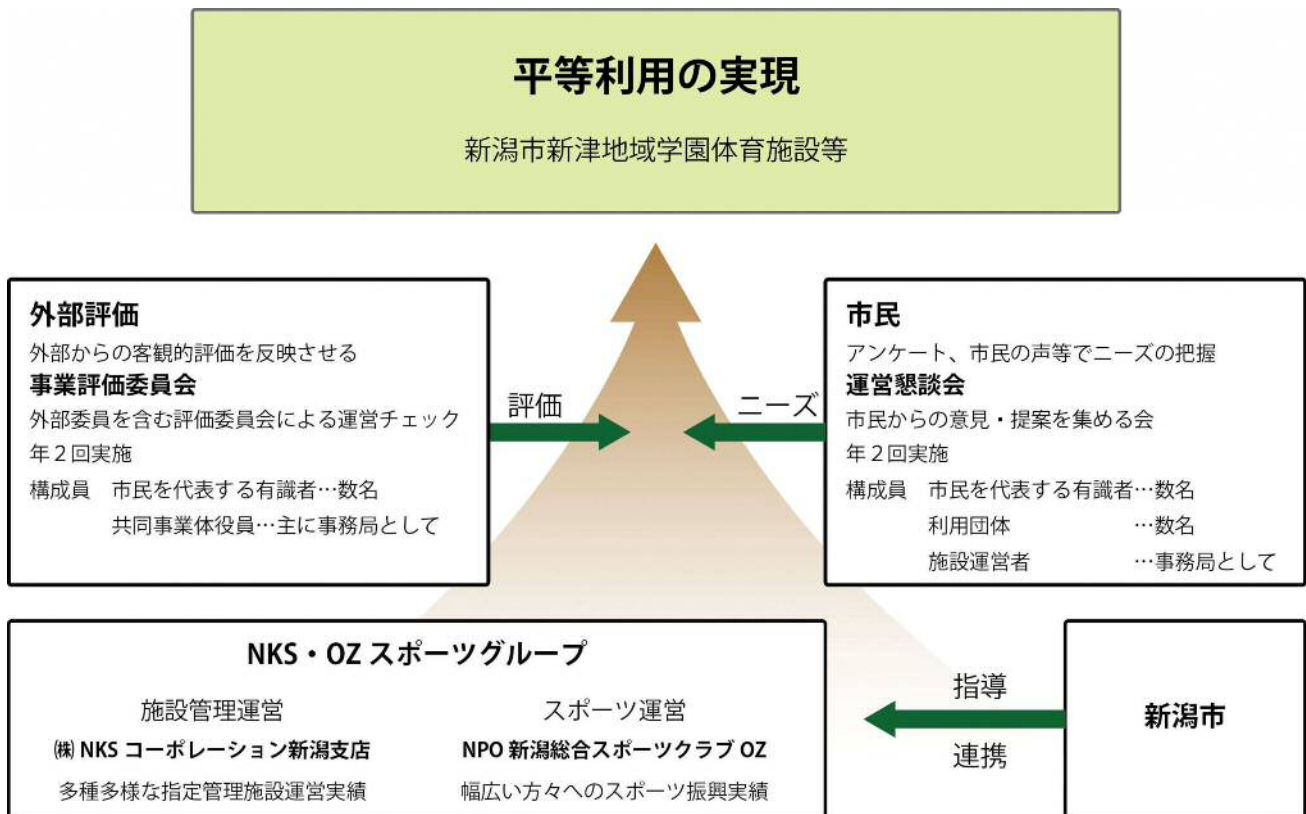 平等利用の実現
新潟市新津地域学園体育施設等
外部評価
外部からの客観的評価を反映させる
事業評価委員会
外部委員を含む評価委員会による運営チェック
年２回実施
構成員　市民を代表する有識者…数名
共同事業体役員…主に事務局として
評価
ニーズ
市民
アンケート、市民の声等でニーズの把握
運営懇談会
市民からの意見・提案を集める会
年２回実施
構成員　市民を代表する有識者…数名
利用団体　…数名
施設運営者　…事務局として
NKS・OZ スポーツグループ
施設管理運営
㈱ NKS コーポレーション新潟支店
多種多様な指定管理施設運営実績
スポーツ運営
NPO 新潟総合スポーツクラブ OZ
幅広い方々へのスポーツ振興実績
指導
連携
新潟市